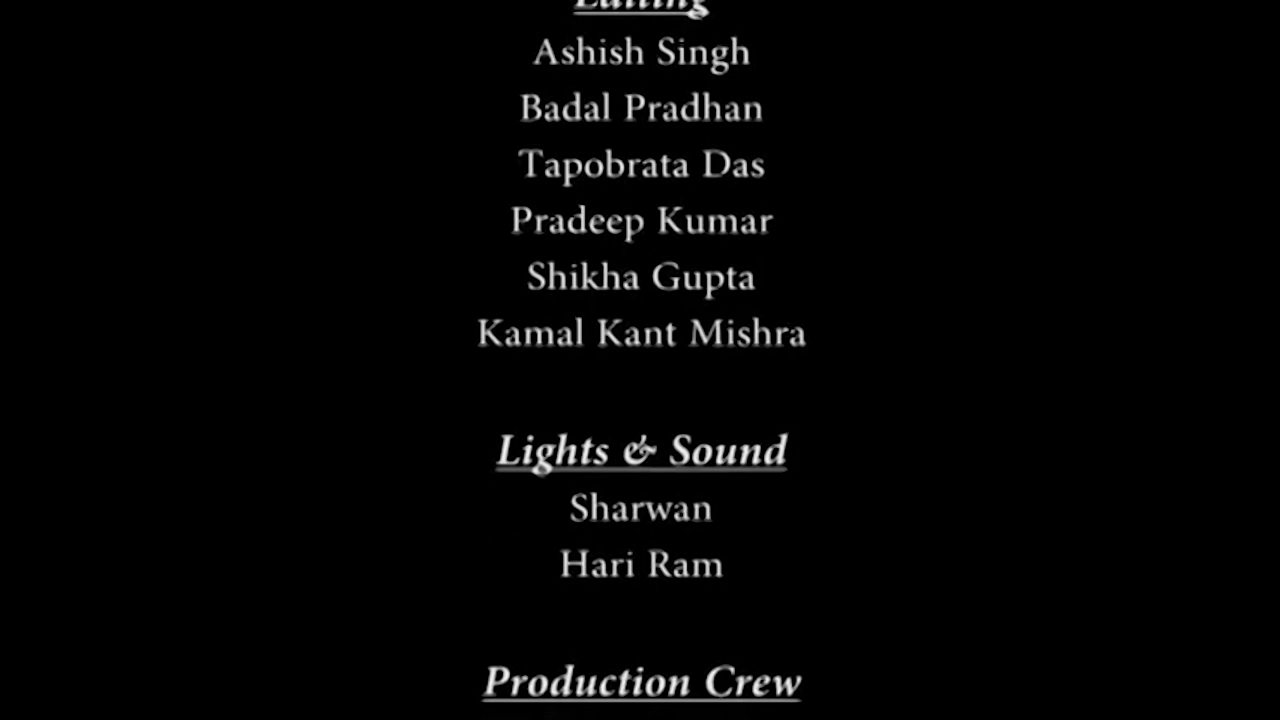 Editing
Ashish Singh
Badal Pradhan
Tapobrata Das
Pradeep Kumar
Shikha Gupta
Kamal Kant Mishra
Lights & Sound
Sharwan
Hari Ram
Production Crew